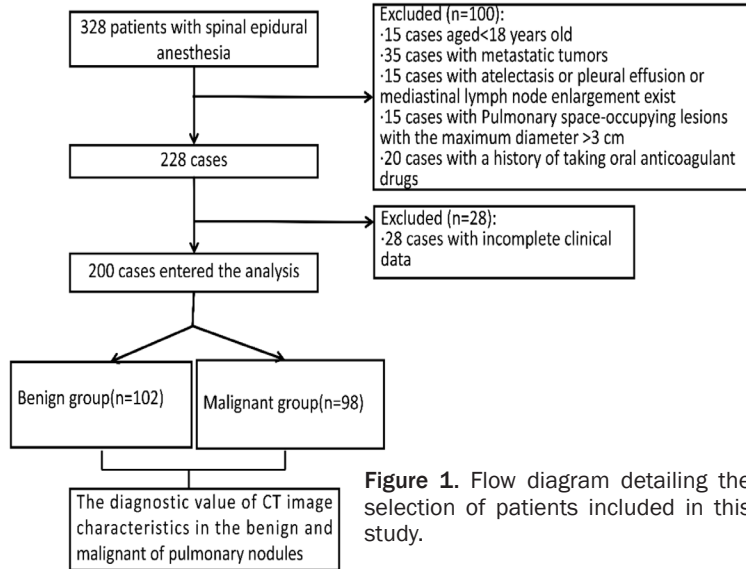 328 patients with spinal epidural
anesthesia
Excluded (n=100):
·15 cases aged<18 years old
·35 cases with metastatic tumors
·15 cases with atelectasis or pleural effusion or
mediastinal lymph node enlargement exist
·15 cases with Pulmonary space-occupying lesions
with the maximum diameter >3 cm
·20 cases with a history of taking oral anticoagulant
drugs
228 cases
Excluded (n=28):
·28 cases with incomplete clinical
data
200 cases entered the analysis
Benign group(n=102)
Malignant group(n=98)
The diagnostic value of CT image
characteristics in the benign and
malignant of pulmonary nodules
Figure 1. Flow diagram detailing the
selection of patients included in this
study.